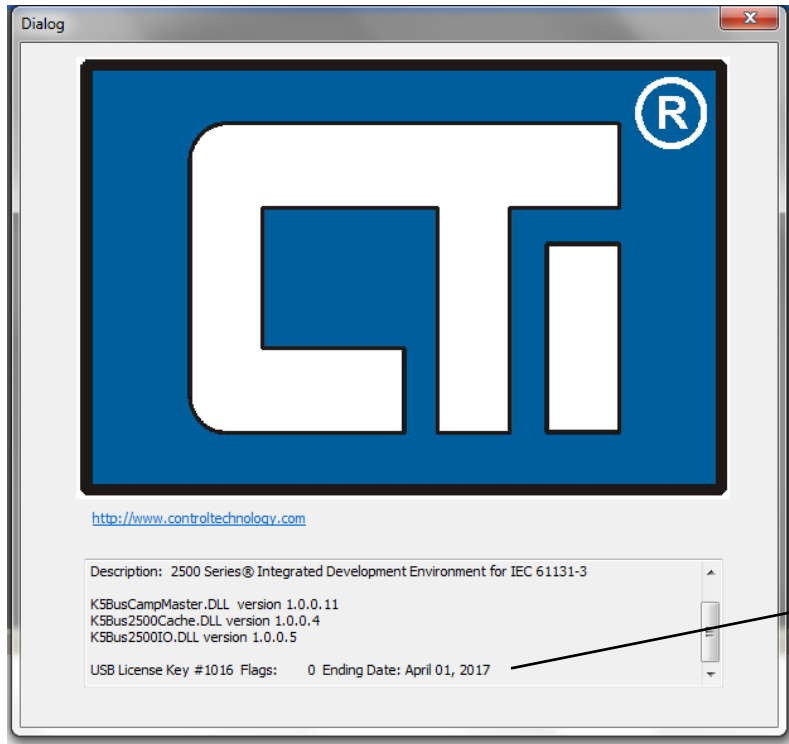 Dialog
CTi
®
http://www.controltechnology.com
Description: 2500 Series® Integrated Development Environment for IEC 61131-3
K5BusCampMaster.DLL version 1.0.0.11
K5Bus2500Cache.DLL version 1.0.0.4
K5Bus2500IO.DLL version 1.0.0.5
USB License Key #1016 Flags: 0 Ending Date: April 01, 2017